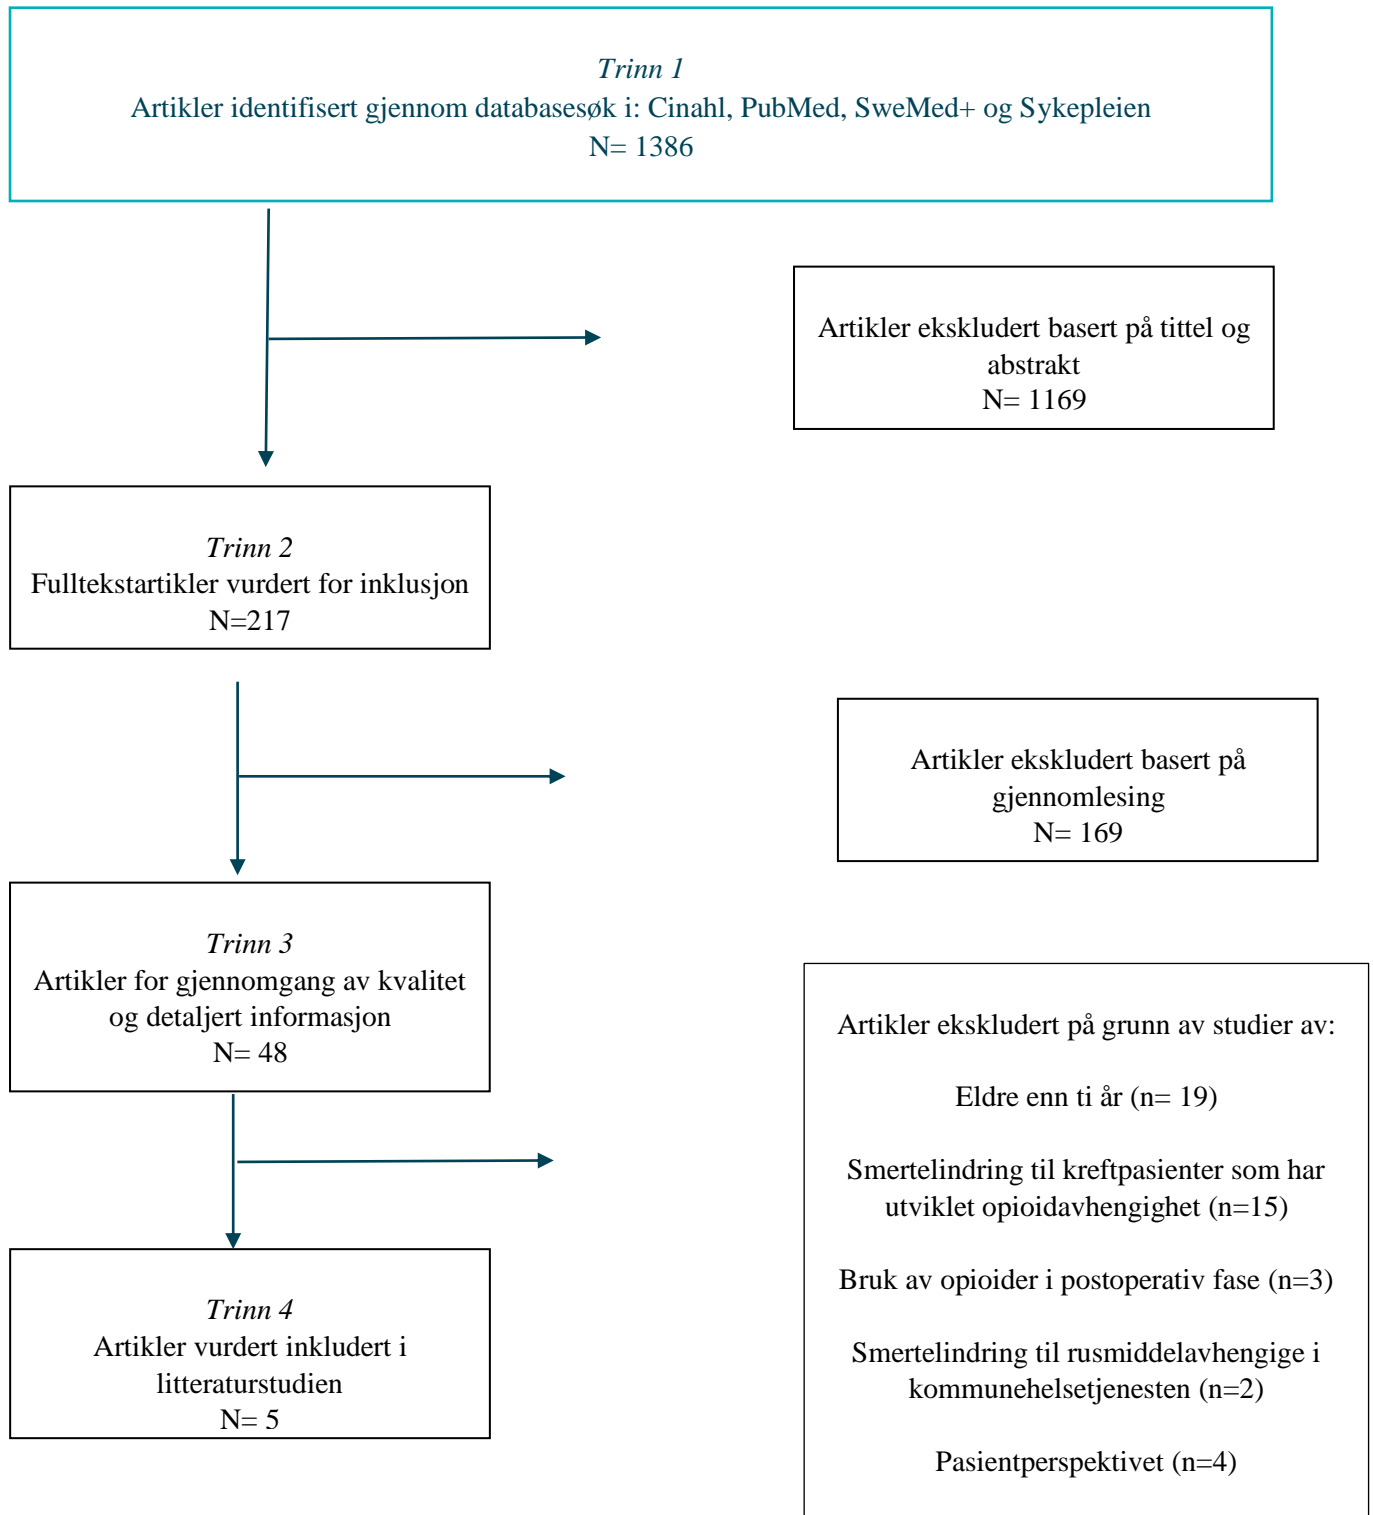 Trinn 1
Artikler identifisert gjennom databasesøk i: Cinahl, PubMed, SweMed+ og Sykepleien
N= 1386
Artikler ekskludert basert på tittel og
abstrakt
N= 1169
Trinn 2
Fulltekstartikler vurdert for inklusjon
N=217
Artikler ekskludert basert på
gjennomlesing
N= 169
Trinn 3
Artikler for gjennomgang av kvalitet
og detaljert informasjon
N= 48
Artikler ekskludert på grunn av studier av:
Eldre enn ti år (n= 19)
Smertelindring til kreftpasienter som har
utviklet opioidavhengighet (n=15)
Bruk av opioider i postoperativ fase (n=3)
Smertelindring til rusmiddelavhengige i
kommunehelsetjenesten (n=2)
Pasientperspektivet (n=4)
Trinn 4
Artikler vurdert inkludert i
litteraturstudien
N= 5